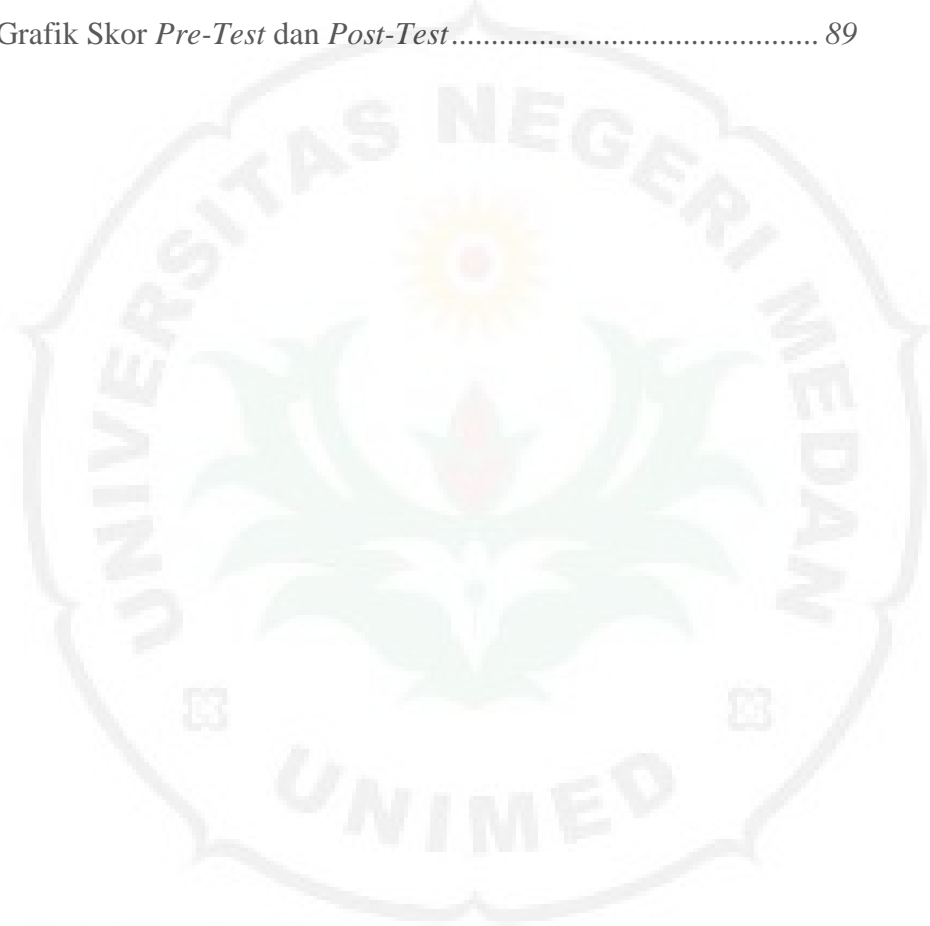 Grafik Skor Pre-Test dan Post-Test............................................. 89
UNIVERSITAS NEGERI MEDAN
UNIMED